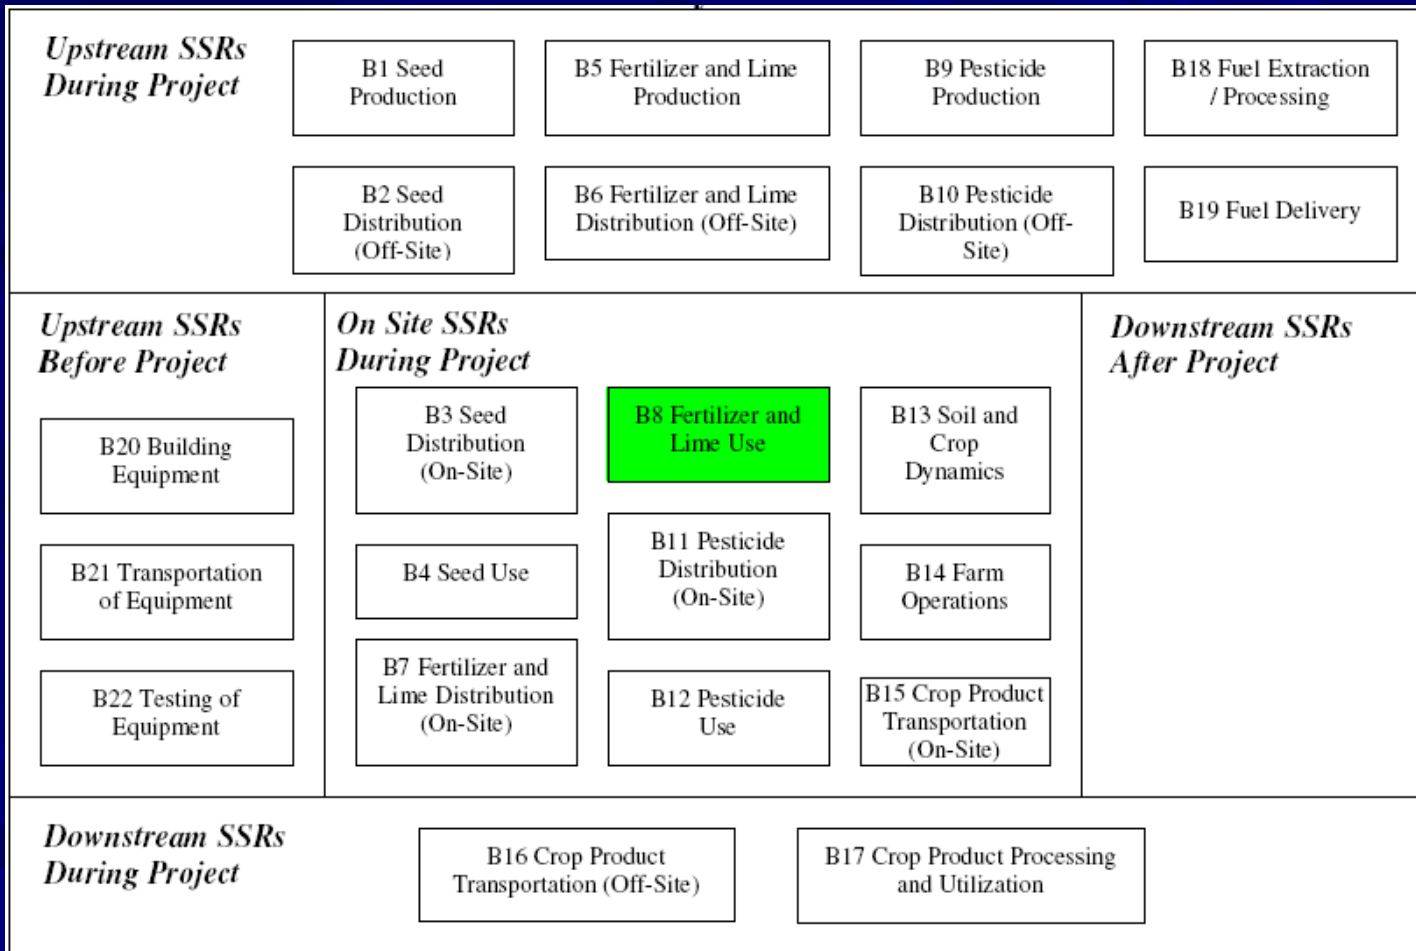 Upstream SSRs
During Project
B1 Seed
Production
B5 Fertilizer and Lime
Production
B9 Pesticide
Production
B18 Fuel Extraction
/ Processing
B2 Seed
Distribution
(Off-Site)
B6 Fertilizer and Lime
Distribution (Off-Site)
B10 Pesticide
Distribution (Off-
Site)
B19 Fuel Delivery
Upstream SSRs
Before Project
B20 Building
Equipment
B21 Transportation
of Equipment
B22 Testing of
Equipment
On Site SSRs
During Project
B3 Seed
Distribution
(On-Site)
B8 Fertilizer and
Lime Use
B13 Soil and
Crop
Dynamics
B4 Seed Use
B11 Pesticide
Distribution
(On-Site)
B14 Farm
Operations
B7 Fertilizer and
Lime Distribution
(On-Site)
B12 Pesticide
Use
B15 Crop Product
Transportation
(On-Site)
Downstream SSRs
After Project
Downstream SSRs
During Project
B16 Crop Product
Transportation (Off-Site)
B17 Crop Product Processing
and Utilization